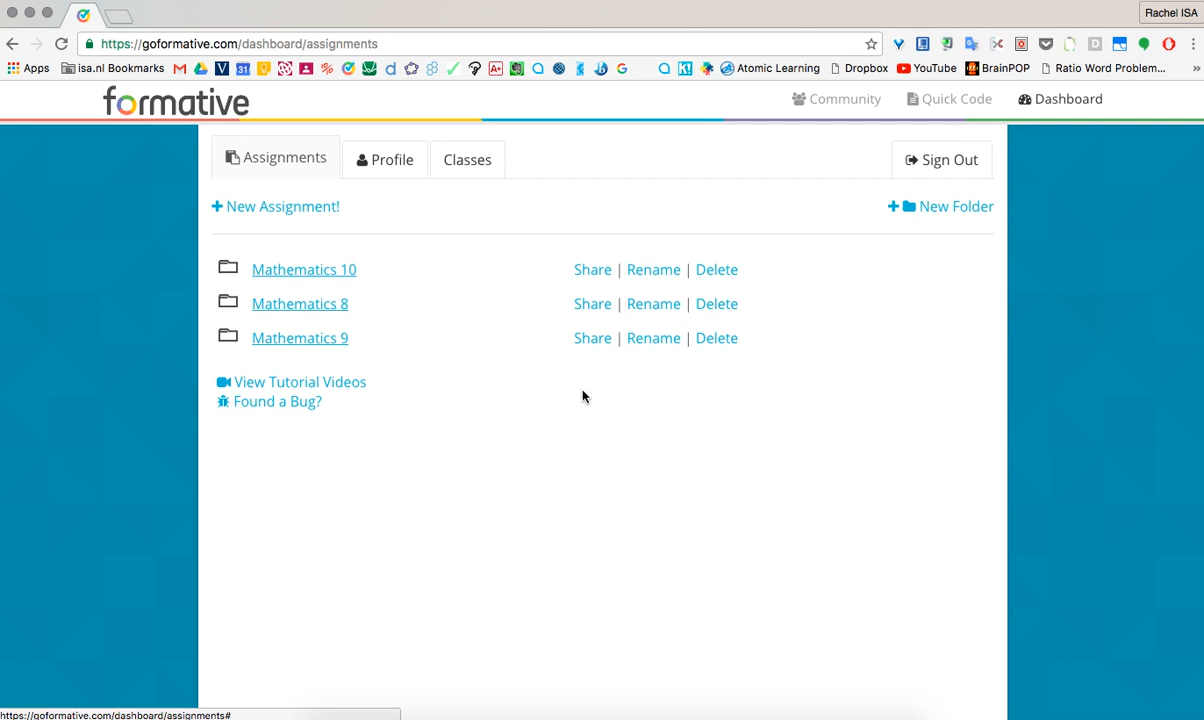 Rachel ISA
https://goformative.com/dashboard/assignments
Apps isa.nl Bookmarks Atomic Learning Dropbox YouTube BrainPOP Ratio Word Problem... »
formative Community Quick Code Dashboard
Assignments Profile Classes Sign Out
+ New Assignment! + New Folder
Mathematics 10 Share | Rename | Delete
Mathematics 8 Share | Rename | Delete
Mathematics 9 Share | Rename | Delete
View Tutorial Videos
Found a Bug?
https://goformative.com/dashboard/assignments#